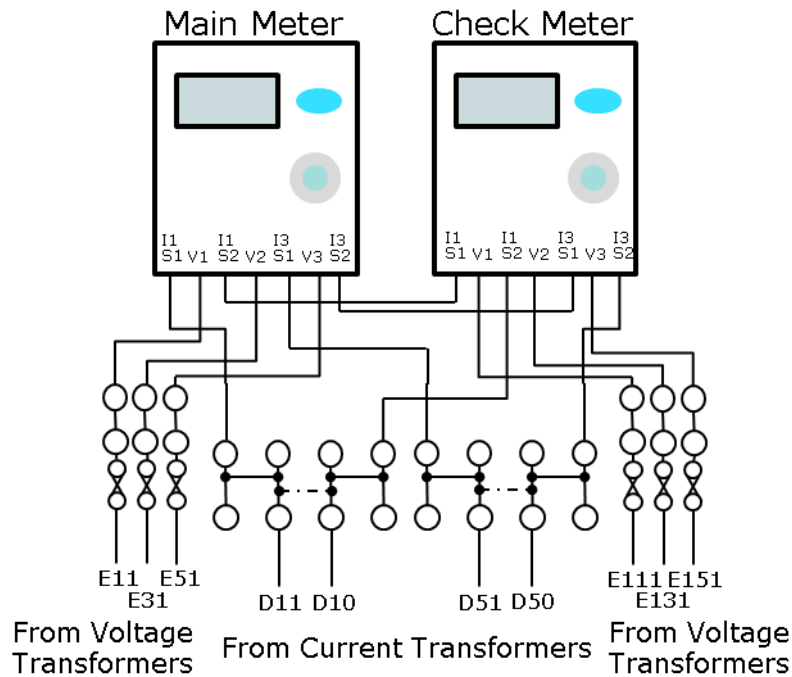 Main Meter
Check Meter
I1 I1 I3 I3
S1 V1 S2 V2 S1 V3 S2
I1 I1 I3 I3
S1 V1 S2 V2 S1 V3 S2
E11 E51
E31
D11 D10
D51 D50
E111 E151
E131
From Voltage
Transformers
From Current Transformers
From Voltage
Transformers